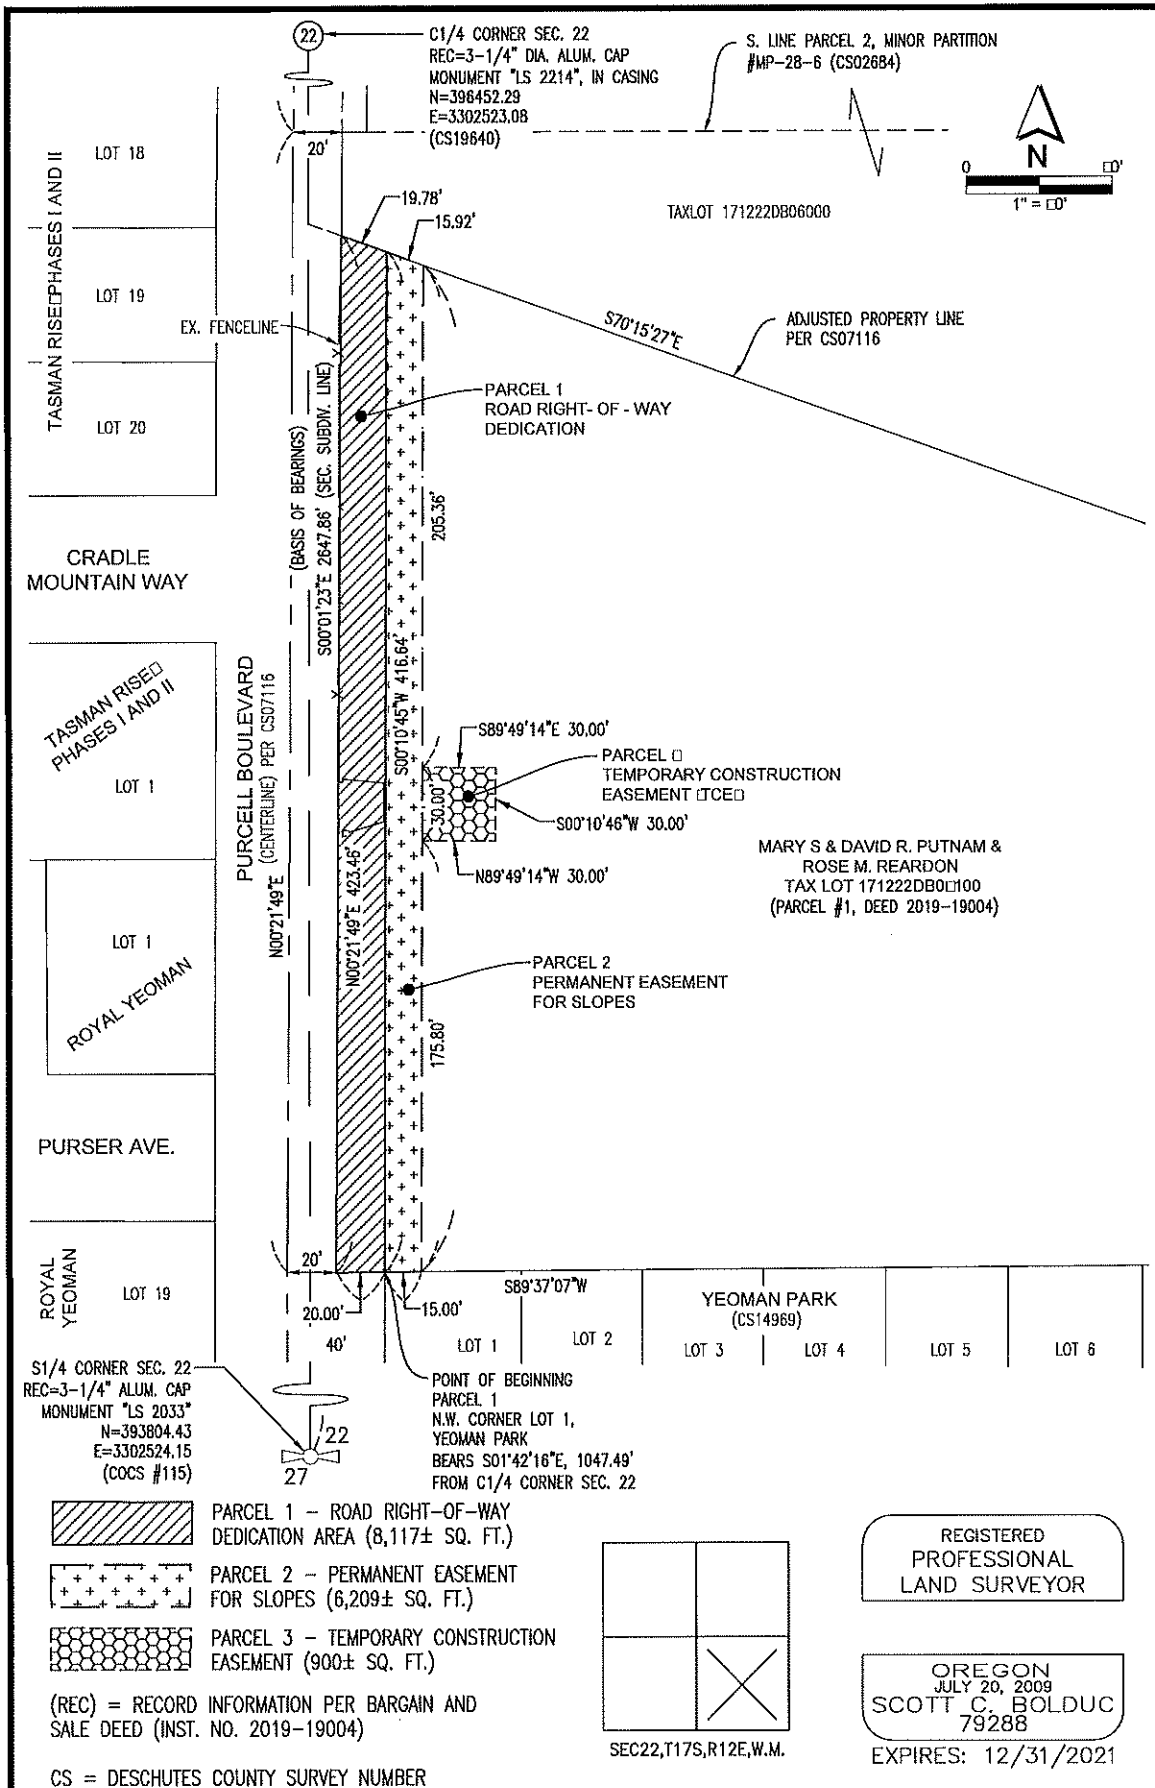 22
C1/4 CORNER SEC. 22
REC=3-1/4" DIA. ALUM. CAP
MONUMENT "LS 2214", IN CASING
N=396452.29
E=3302523.08
(CS19640)
S. LINE PARCEL 2, MINOR PARTITION
#MP-28-6 (CS02684)
N
0 □0'
1" = □0'
20'
LOT 18
TASMAN RISE□PHASES I AND II
TAXLOT 171222DB06000
19.78'
15.92'
LOT 19
EX. FENCELINE
S70°15'27"E
ADJUSTED PROPERTY LINE
PER CS07116
PARCEL 1
ROAD RIGHT-OF-WAY
DEDICATION
LOT 20
(BASIS OF BEARINGS)
S00°01'23"E 2647.86' (SEC. SUBDIV. LINE)
205.36'
CRADLE
MOUNTAIN WAY
S00°10'45"W 416.64'
TASMAN RISE□
PHASES I AND II
LOT 1
PURCELL BOULEVARD
(CENTERLINE) PER CS07116
S89°49'14"E 30.00'
PARCEL □
TEMPORARY CONSTRUCTION
EASEMENT □TCE□
30.00'
S00°10'46"W 30.00'
N89°49'14"W 30.00'
MARY S & DAVID R. PUTNAM &
ROSE M. REARDON
TAX LOT 171222DB0□100
(PARCEL #1, DEED 2019-19004)
N00°21'49"E
N00°21'49"E 423.46'
LOT 1
ROYAL YEOMAN
PARCEL 2
PERMANENT EASEMENT
FOR SLOPES
175.80'
PURSER AVE.
ROYAL
YEOMAN
LOT 19
20'
20.00'
15.00'
40'
S89°37'07"W
YEOMAN PARK
(CS14969)
LOT 1
LOT 2
LOT 3
LOT 4
LOT 5
LOT 6
S1/4 CORNER SEC. 22
REC=3-1/4" ALUM. CAP
MONUMENT "LS 2033"
N=393804.43
E=3302524.15
(COCS #115)
22
27
POINT OF BEGINNING
PARCEL 1
N.W. CORNER LOT 1,
YEOMAN PARK
BEARS S01°42'16"E, 1047.49'
FROM C1/4 CORNER SEC. 22
PARCEL 1 - ROAD RIGHT-OF-WAY
DEDICATION AREA (8,117± SQ. FT.)
PARCEL 2 - PERMANENT EASEMENT
FOR SLOPES (6,209± SQ. FT.)
PARCEL 3 - TEMPORARY CONSTRUCTION
EASEMENT (900± SQ. FT.)
(REC) = RECORD INFORMATION PER BARGAIN AND
SALE DEED (INST. NO. 2019-19004)
CS = DESCHUTES COUNTY SURVEY NUMBER
SEC22,T17S,R12E,W.M.
REGISTERED
PROFESSIONAL
LAND SURVEYOR
OREGON
JULY 20, 2009
SCOTT C. BOLDUC
79288
EXPIRES: 12/31/2021